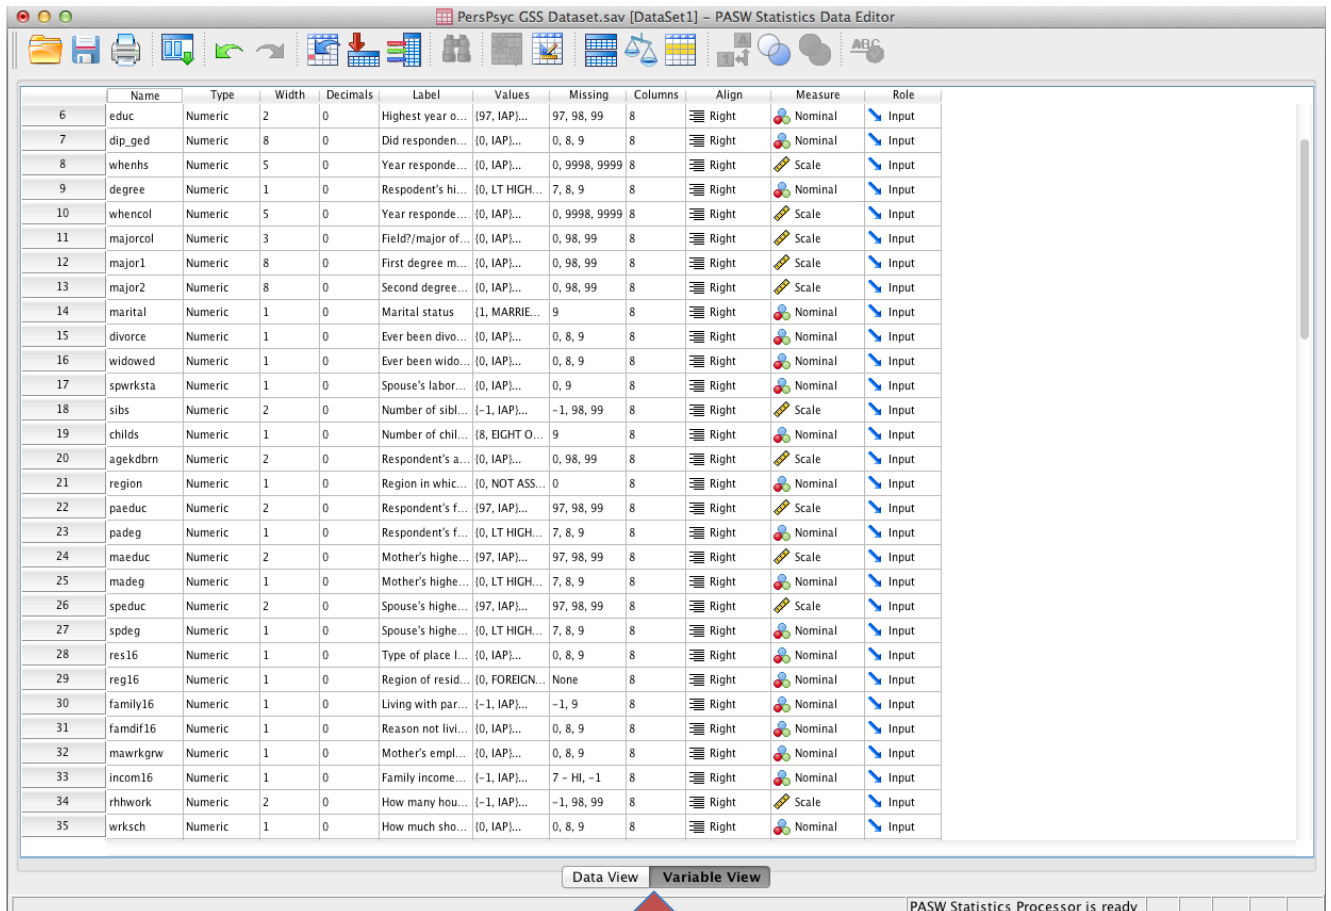 PersPsyc GSS Dataset.sav [DataSet1] – PASW Statistics Data Editor
A
1
ABC
Name Type Width Decimals Label Values Missing Columns Align Measure Role
6 educ Numeric 2 0 Highest year o... {97, IAP}... 97, 98, 99 8 Right Nominal Input
7 dip_ged Numeric 8 0 Did responden... {0, IAP}... 0, 8, 9 8 Right Nominal Input
8 whenhs Numeric 5 0 Year responde... {0, IAP}... 0, 9998, 9999 8 Right Scale Input
9 degree Numeric 1 0 Respodent's hi... {0, LT HIGH... 7, 8, 9 8 Right Nominal Input
10 whencol Numeric 5 0 Year responde... {0, IAP}... 0, 9998, 9999 8 Right Scale Input
11 majorcol Numeric 3 0 Field?/major of... {0, IAP}... 0, 98, 99 8 Right Scale Input
12 major1 Numeric 8 0 First degree m... {0, IAP}... 0, 98, 99 8 Right Scale Input
13 major2 Numeric 8 0 Second degree... {0, IAP}... 0, 98, 99 8 Right Scale Input
14 marital Numeric 1 0 Marital status {1, MARRIE... 9 8 Right Nominal Input
15 divorce Numeric 1 0 Ever been divo... {0, IAP}... 0, 8, 9 8 Right Nominal Input
16 widowed Numeric 1 0 Ever been wido... {0, IAP}... 0, 8, 9 8 Right Nominal Input
17 spwrksta Numeric 1 0 Spouse's labor... {0, IAP}... 0, 9 8 Right Nominal Input
18 sibs Numeric 2 0 Number of sibl... {-1, IAP}... -1, 98, 99 8 Right Scale Input
19 childs Numeric 1 0 Number of chil... {8, EIGHT O... 9 8 Right Nominal Input
20 agekdbrn Numeric 2 0 Respondent's a... {0, IAP}... 0, 98, 99 8 Right Scale Input
21 region Numeric 1 0 Region in whic... {0, NOT ASS... 0 8 Right Nominal Input
22 paeduc Numeric 2 0 Respondent's f... {97, IAP}... 97, 98, 99 8 Right Scale Input
23 padeg Numeric 1 0 Respondent's f... {0, LT HIGH... 7, 8, 9 8 Right Nominal Input
24 maeduc Numeric 2 0 Mother's highe... {97, IAP}... 97, 98, 99 8 Right Scale Input
25 madeg Numeric 1 0 Mother's highe... {0, LT HIGH... 7, 8, 9 8 Right Nominal Input
26 speduc Numeric 2 0 Spouse's highe... {97, IAP}... 97, 98, 99 8 Right Scale Input
27 spdeg Numeric 1 0 Spouse's highe... {0, LT HIGH... 7, 8, 9 8 Right Nominal Input
28 res16 Numeric 1 0 Type of place l... {0, IAP}... 0, 8, 9 8 Right Nominal Input
29 reg16 Numeric 1 0 Region of resid... {0, FOREIGN... None 8 Right Nominal Input
30 family16 Numeric 1 0 Living with par... {-1, IAP}... -1, 9 8 Right Nominal Input
31 famdif16 Numeric 1 0 Reason not livi... {0, IAP}... 0, 8, 9 8 Right Nominal Input
32 mawrkgrw Numeric 1 0 Mother's empl... {0, IAP}... 0, 8, 9 8 Right Nominal Input
33 incom16 Numeric 1 0 Family income... {-1, IAP}... 7 - HI, -1 8 Right Nominal Input
34 rhhwork Numeric 2 0 How many hou... {-1, IAP}... -1, 98, 99 8 Right Scale Input
35 wrksch Numeric 1 0 How much sho... {0, IAP}... 0, 8, 9 8 Right Nominal Input
Data View Variable View
PASW Statistics Processor is ready